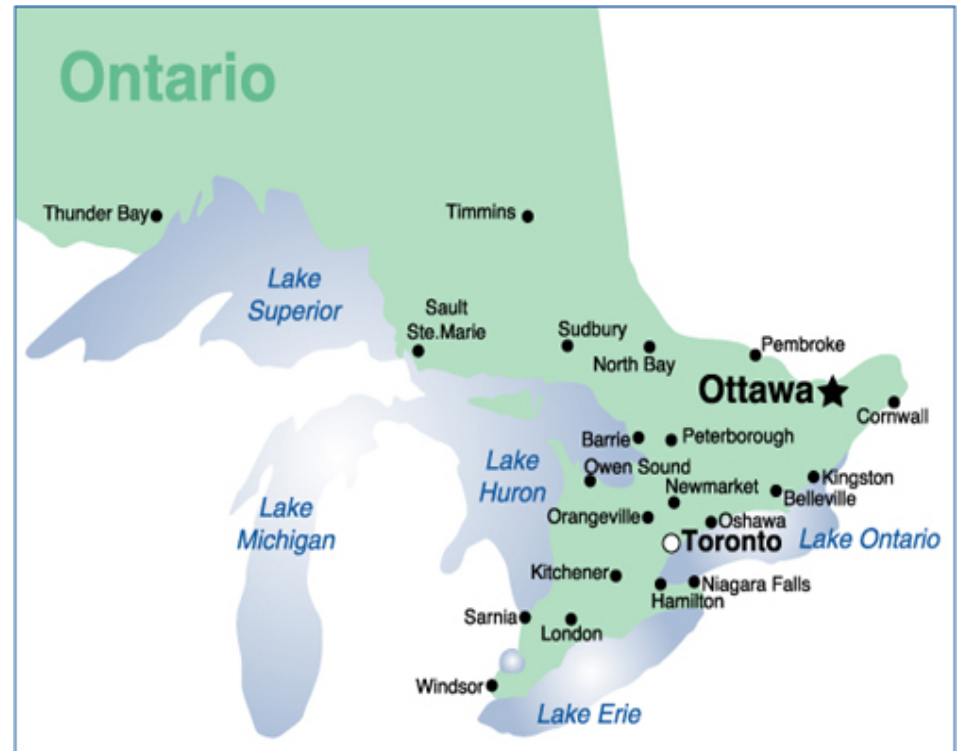 Ontario
Thunder Bay
Timmins
Lake
Superior
Sault
Ste.Marie
Sudbury
North Bay
Pembroke
Ottawa
Cornwall
Barrie
Peterborough
Lake
Huron
Owen Sound
Newmarket
Kingston
Belleville
Lake
Michigan
Orangeville
Oshawa
Toronto
Lake Ontario
Kitchener
Niagara Falls
Hamilton
Sarnia
London
Windsor
Lake Erie